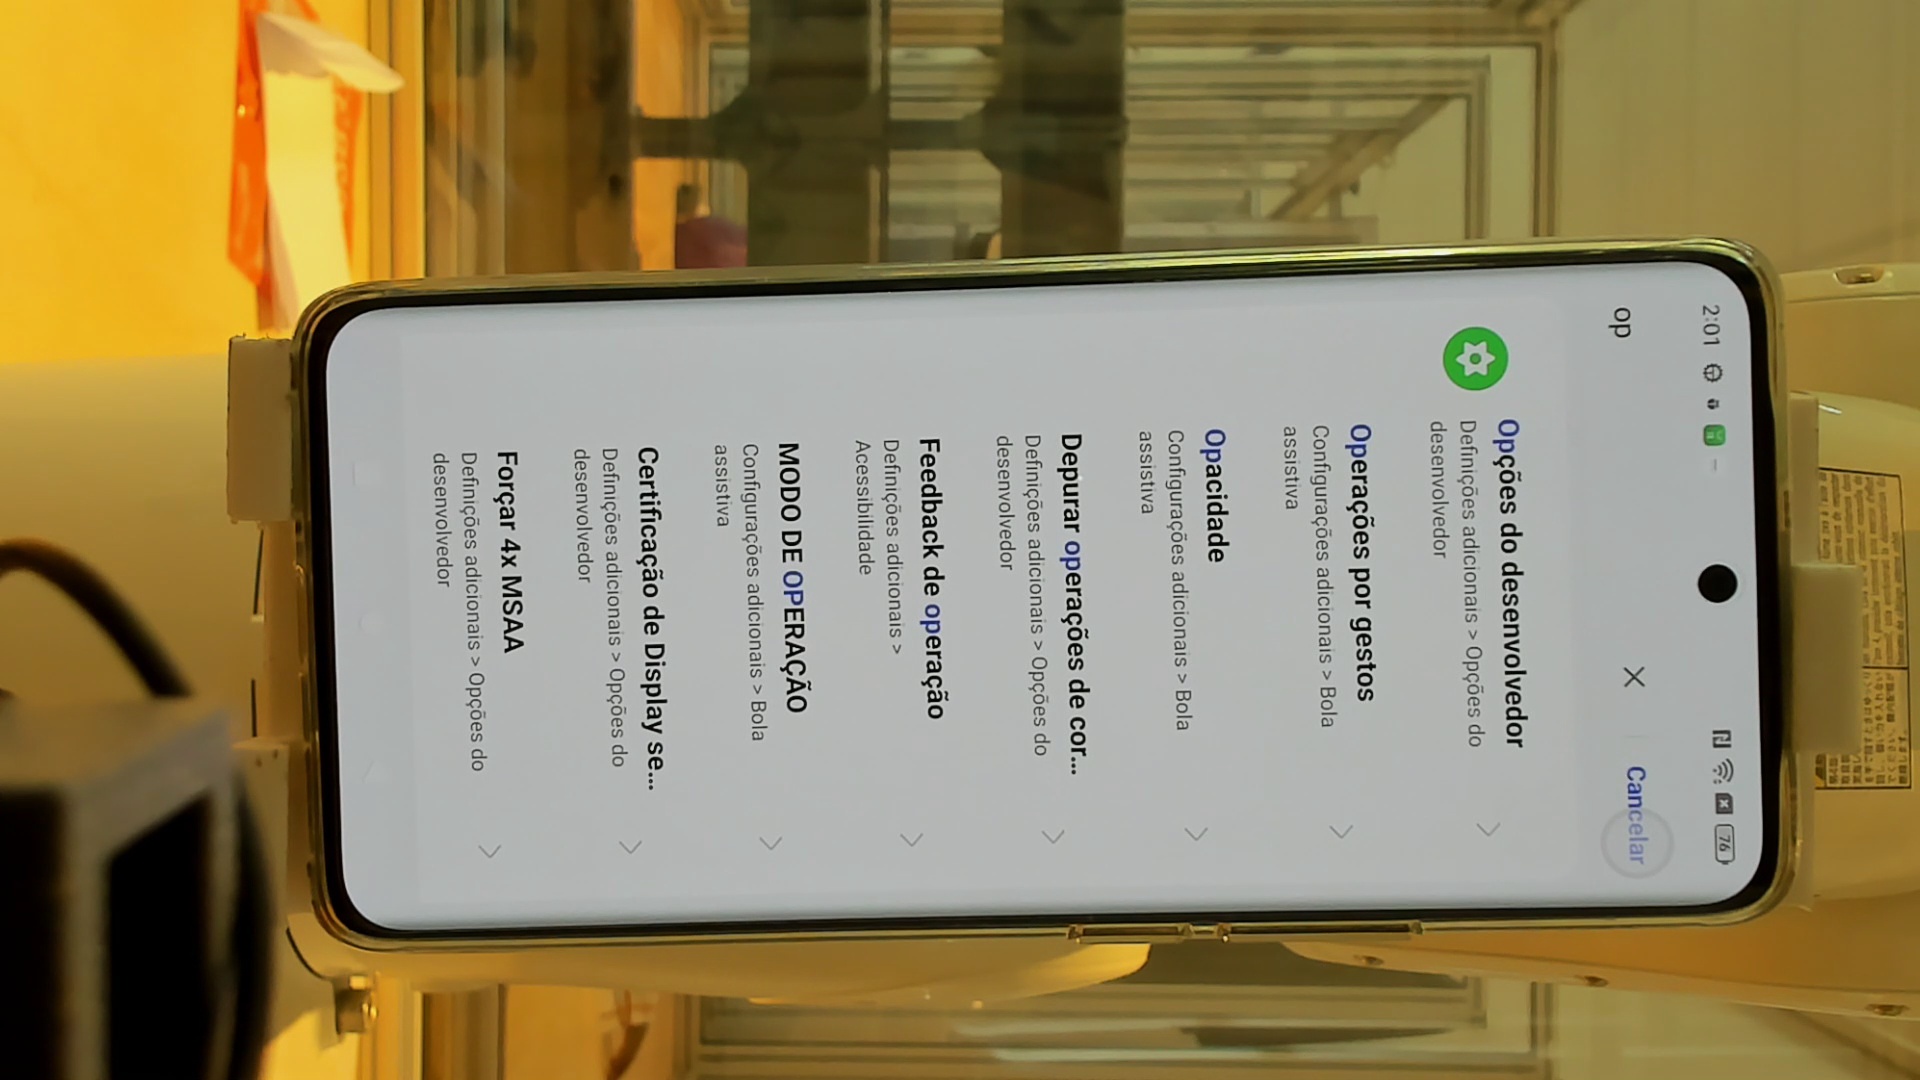 2:01
76
op
Cancelar
Opções do desenvolvedor
Definições adicionais > Opções do
desenvolvedor
Operações por gestos
Configurações adicionais > Bola
assistiva
Opacidade
Configurações adicionais > Bola
assistiva
Depurar operações de cor...
Definições adicionais > Opções do
desenvolvedor
Feedback de operação
Definições adicionais >
Acessibilidade
MODO DE OPERAÇÃO
Configurações adicionais > Bola
assistiva
Certificação de Display se...
Definições adicionais > Opções do
desenvolvedor
Forçar 4x MSAA
Definições adicionais > Opções do
desenvolvedor